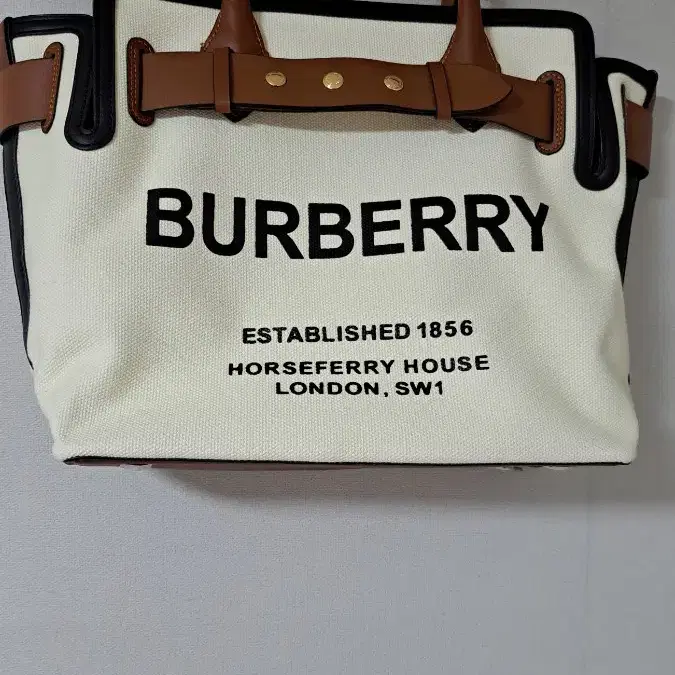 BURBERRY
ESTABLISHED 1856
HORSEFERRY HOUSE
LONDON, SW1